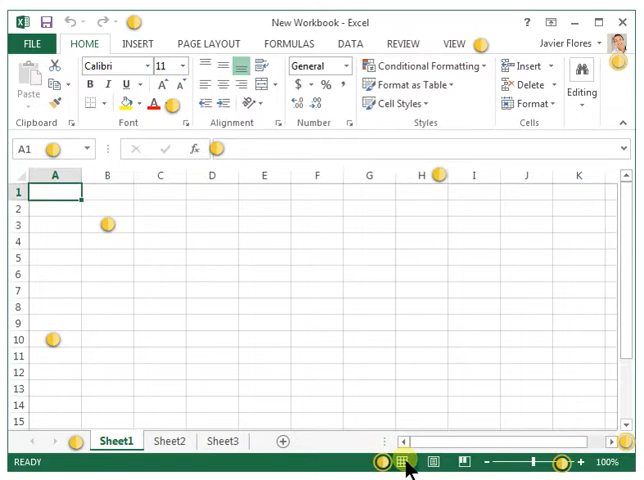 New Workbook - Excel
FILE HOME INSERT PAGE LAYOUT FORMULAS DATA REVIEW VIEW Javier Flores
Paste
Calibri 11
B I U
A A
A
General
$ % ,
Conditional Formatting
Format as Table
Cell Styles
Insert
Delete
Format
Editing
Clipboard Font Alignment Number Styles Cells
A1 fx
A B C D E F G H I J K
1
2
3
4
5
6
7
8
9
10
11
12
13
14
15
Sheet1 Sheet2 Sheet3
READY 100%